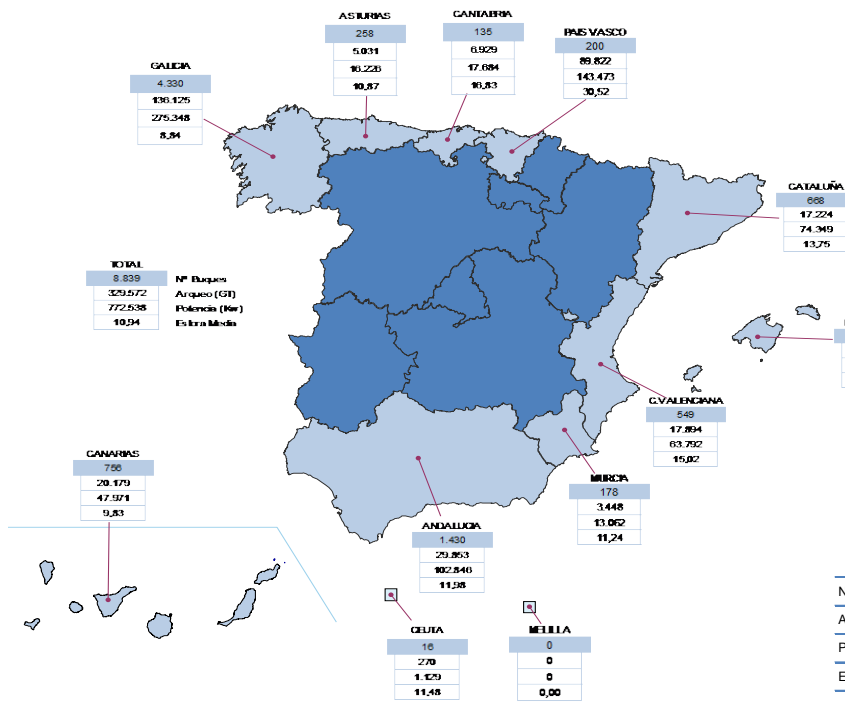 ASTURIAS
258
5.031
16.226
10,87
CANTABRIA
135
6.929
17.684
16,83
PAIS VASCO
200
89.822
143.473
30,52
GALICIA
4.330
136.125
275.348
8,84
CATALUÑA
668
17.224
74.349
13,75
TOTAL
8.839 Nº Buques
329.572 Arqueo (GT)
772.538 Potencia (Kw)
10,94 Eslora Media
C.VALENCIANA
549
17.894
63.792
15,02
CANARIAS
756
20.179
47.971
9,83
MURCIA
178
3.448
13.062
11,24
ANDALUCIA
1.430
29.853
102.846
11,98
CEUTA
16
270
1.129
11,48
MELILLA
0
0
0
0,00
N
A
P
E